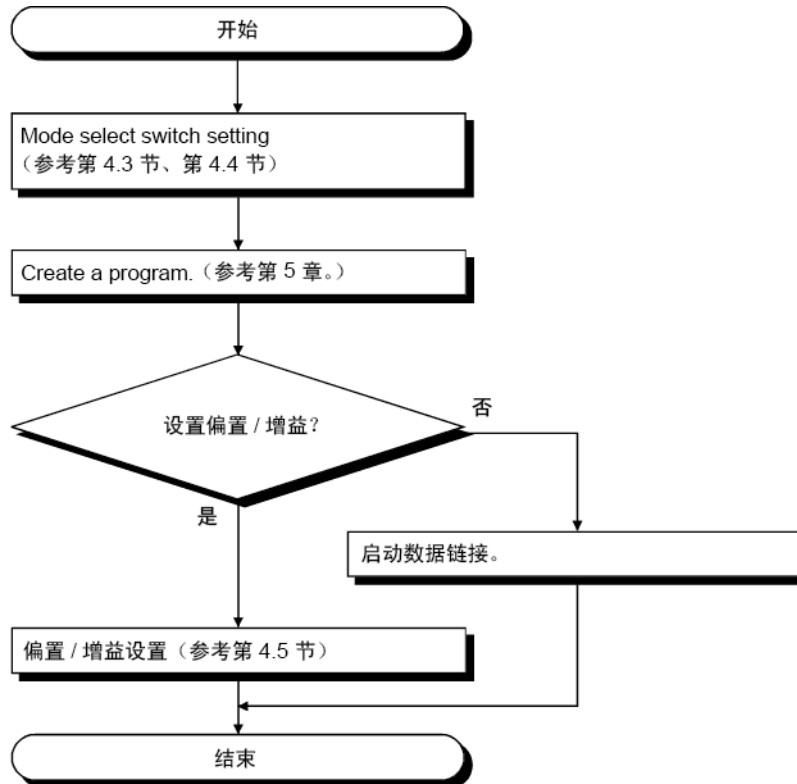 开始
Mode select switch setting
（参考第 4.3 节、第 4.4 节）
Create a program.（参考第 5 章。）
设置偏置 / 增益？
否
是
启动数据链接。
偏置 / 增益设置（参考第 4.5 节）
结束